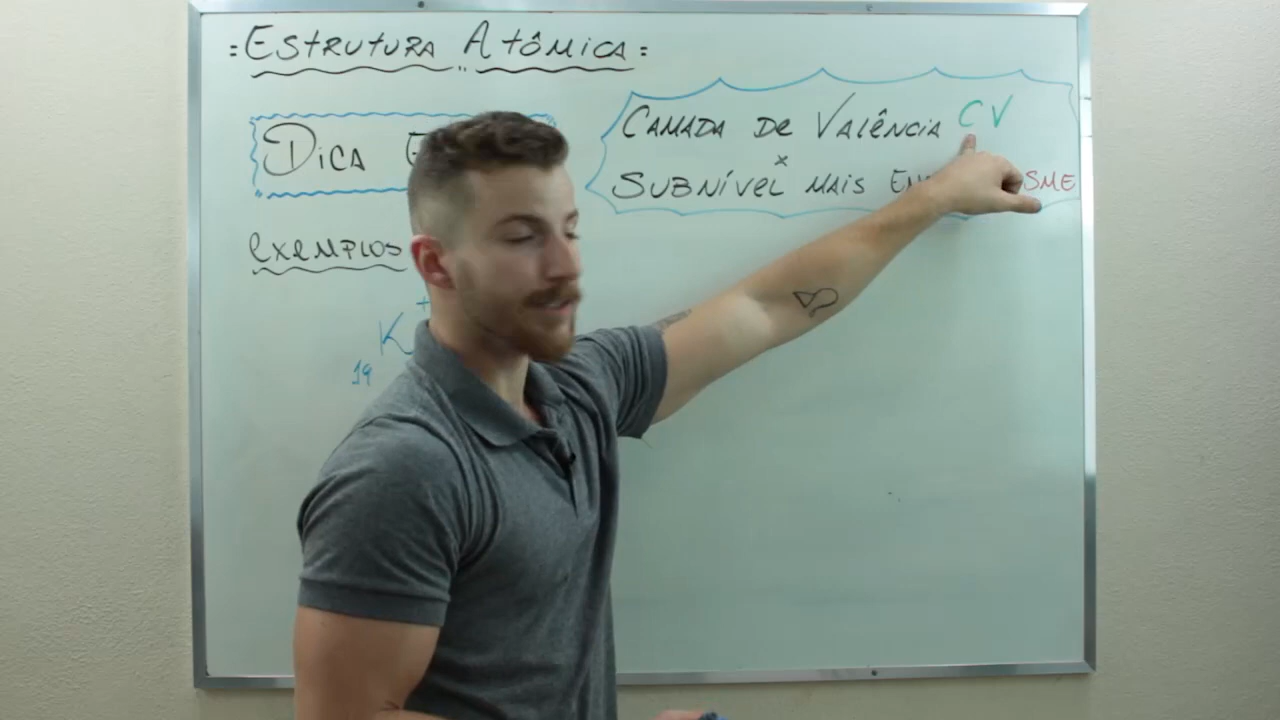 = Estrutura Atômica =
Dica
Camada de Valência CV
x
Subnível mais SME
exemplos
+
K
19